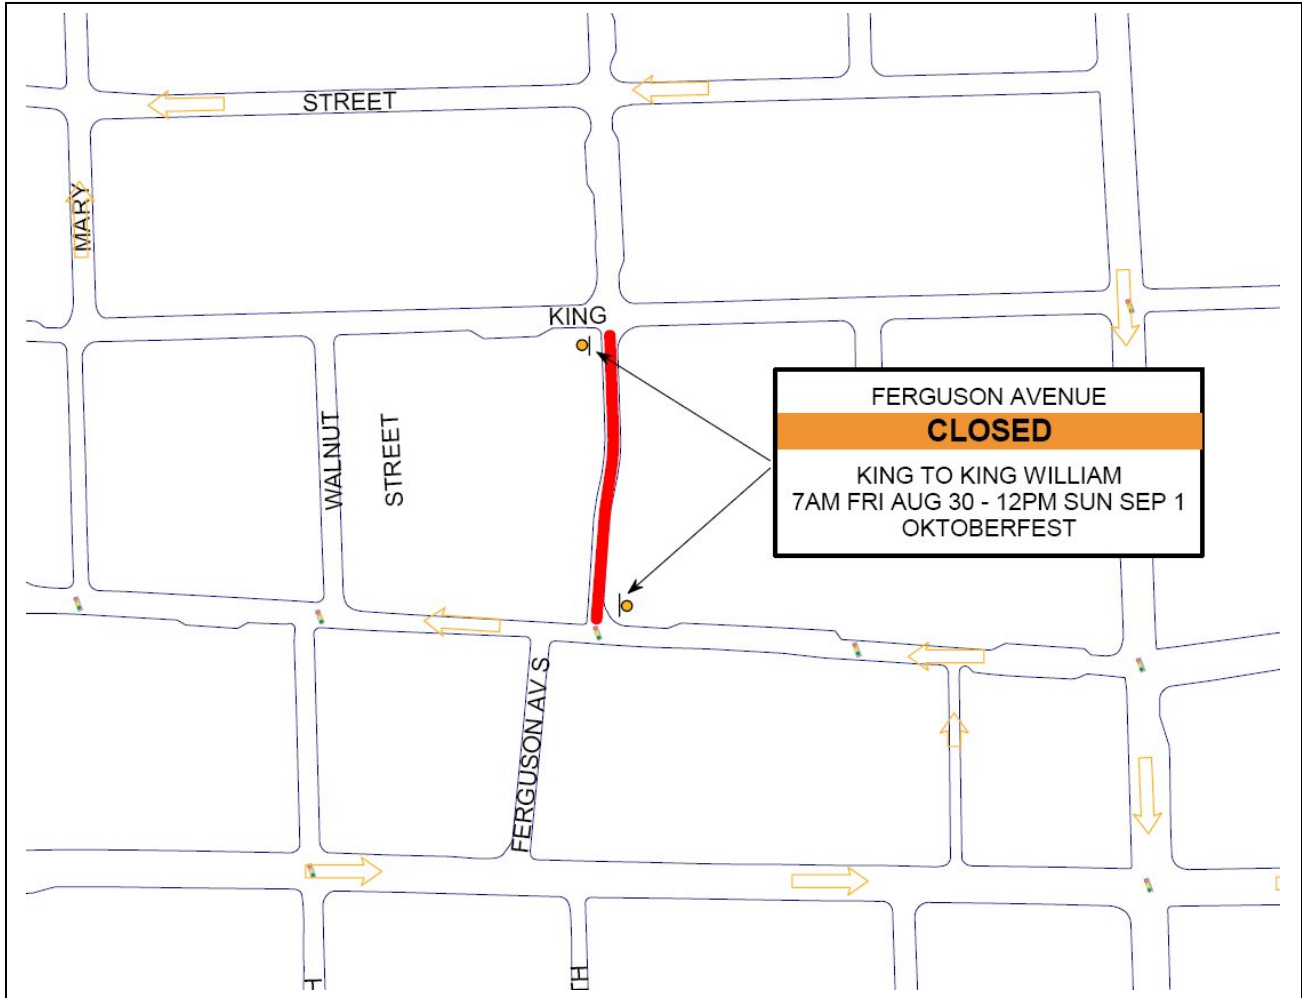 STREET
MARY
KING
WALNUT
STREET
FERGUSON AVENUE
CLOSED
KING TO KING WILLIAM
7AM FRI AUG 30 - 12PM SUN SEP 1
OKTOBERFEST
FERGUSON AV S
H
TH